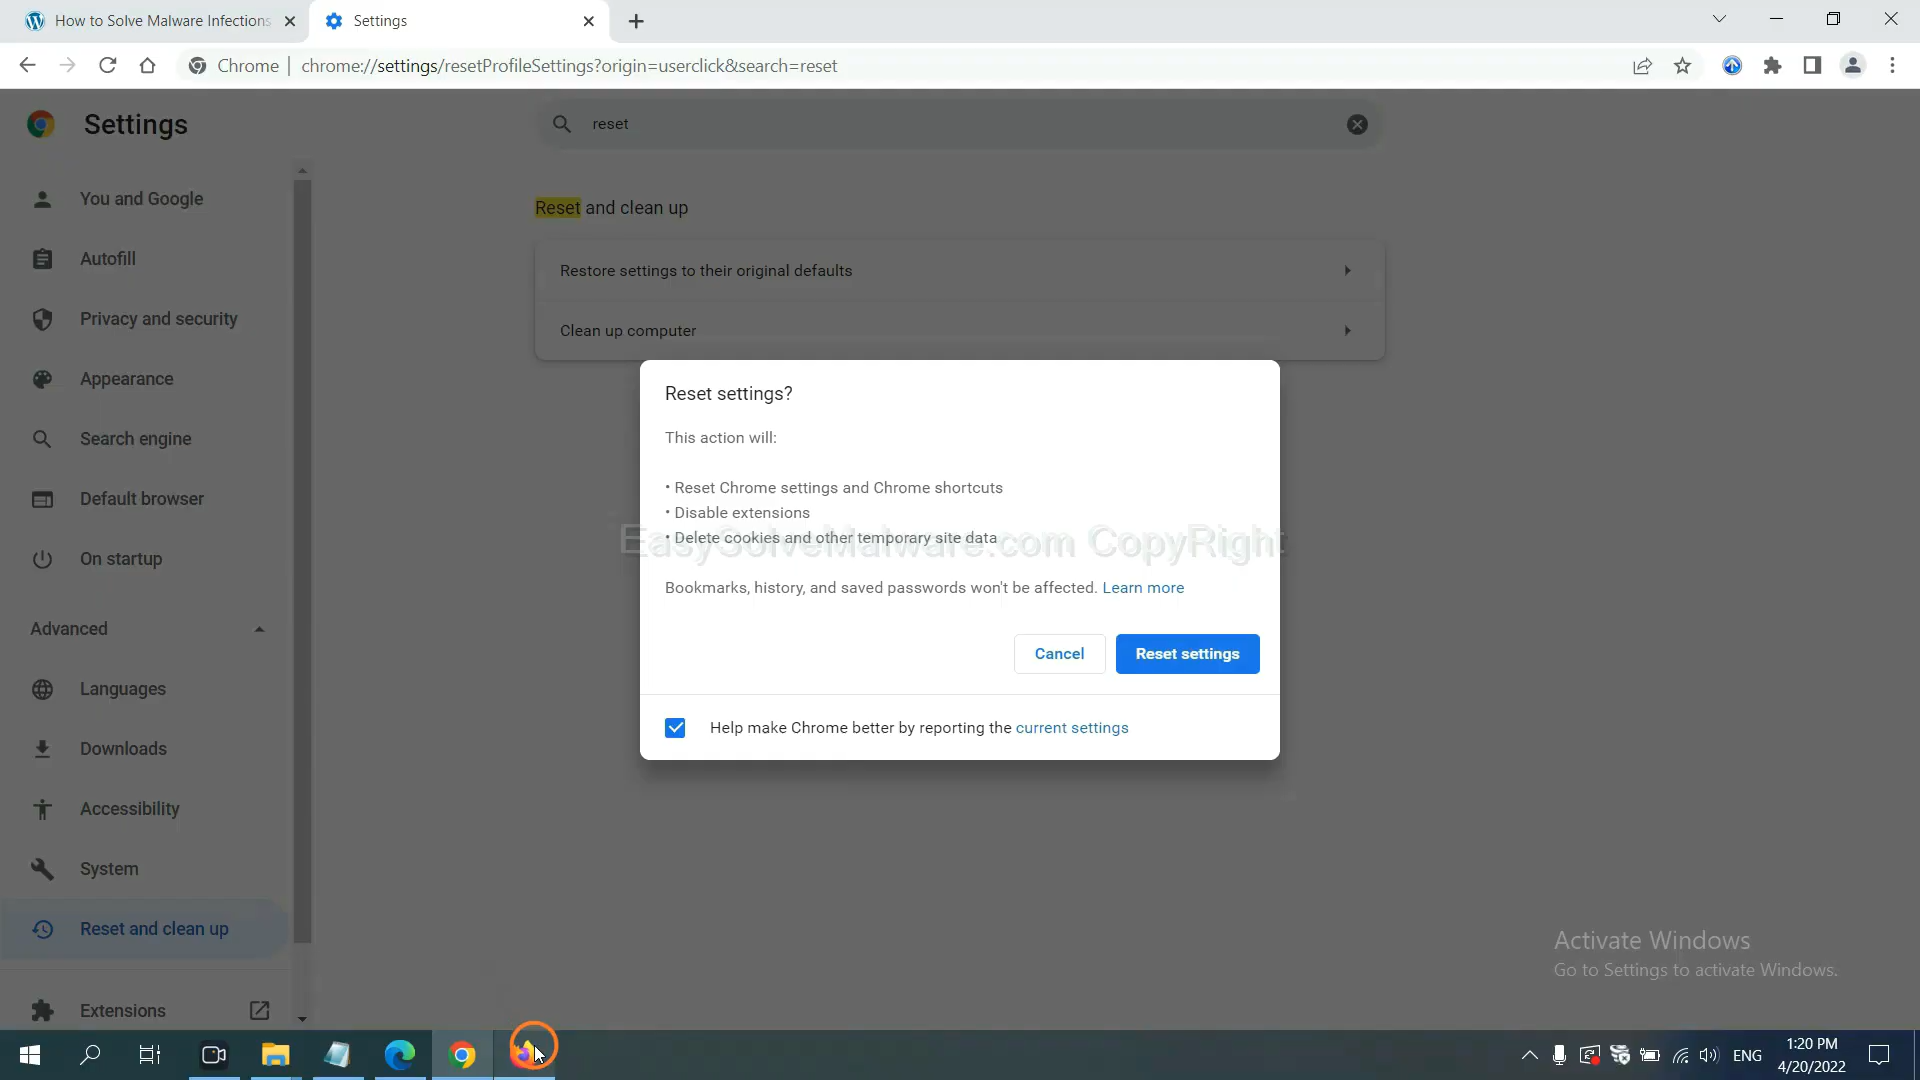 How to Solve Malware Infections
Settings
Chrome | chrome://settings/resetProfileSettings?origin=userclick&search=reset
Settings
reset
You and Google
Autofill
Privacy and security
Appearance
Search engine
Default browser
On startup
Advanced
Languages
Downloads
Accessibility
System
Reset and clean up
Extensions
Reset and clean up
Restore settings to their original defaults
Clean up computer
Reset settings?
This action will:
• Reset Chrome settings and Chrome shortcuts
• Disable extensions
• Delete cookies and other temporary site data
EasySolveMalware.com CopyRight
Bookmarks, history, and saved passwords won't be affected. Learn more
Cancel
Reset settings
Help make Chrome better by reporting the current settings
Activate Windows
Go to Settings to activate Windows.
ENG
1:20 PM
4/20/2022